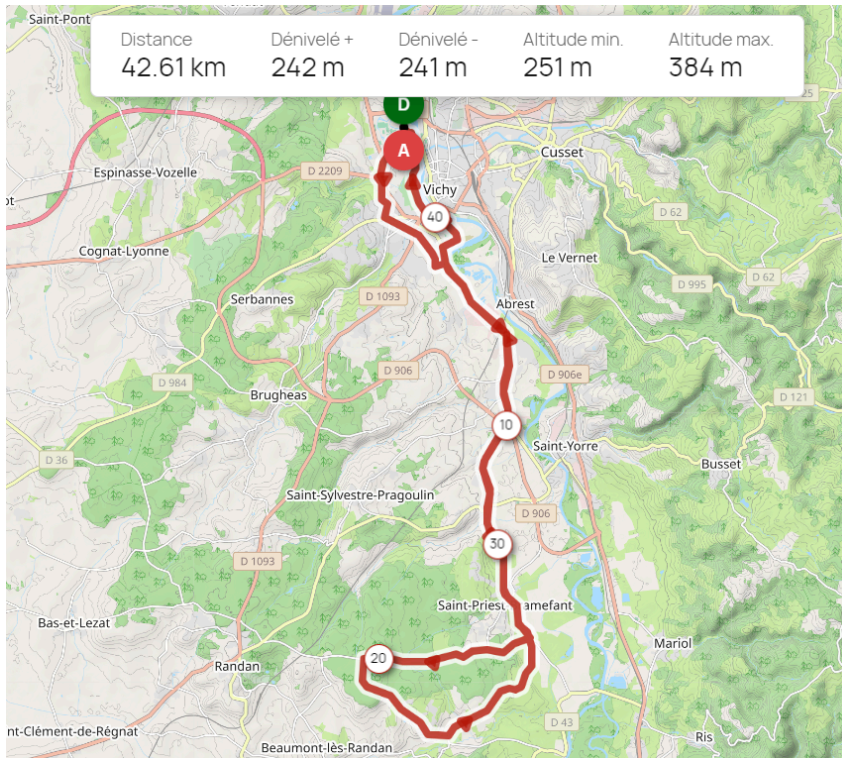 Saint-Pont
Distance
42.61 km
Dénivelé +
242 m
Dénivelé -
241 m
Altitude min.
251 m
Altitude max.
384 m
25
D
A
Cusset
Espinasse-Vozelle
D 2209
Vichy
D 62
40
Cognat-Lyonne
Le Vernet
D 62
D 995
Serbannes
D 1093
Abrest
D 906
D 906e
D 984
Brugheas
D 121
10
Saint-Yorre
D 36
Busset
Saint-Sylvestre-Pragoulin
D 906
30
D 1093
Saint-Priest
amefant
Bas-et-Lezat
Mariol
20
Randan
D 43
nt-Clément-de-Régnat
Ris
Beaumont-lès-Randan